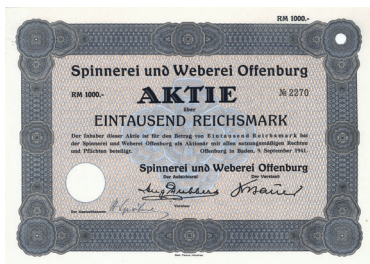 RM 1000.-
Spinnerei und Weberei Offenburg
RM 1000.- AKTIE № 2270
über
EINTAUSEND REICHSMARK
Der Inhaber dieser Aktie ist für den Betrag von Eintausend Reichsmark bei
der Spinnerei und Weberei Offenburg als Aktionär mit allen satzungsmäßigen Rechten
und Pflichten beteiligt. Offenburg in Baden, 9. September 1941.
Spinnerei und Weberei Offenburg
Der Aufsichtsrat Der Vorstand
Vorsitzer